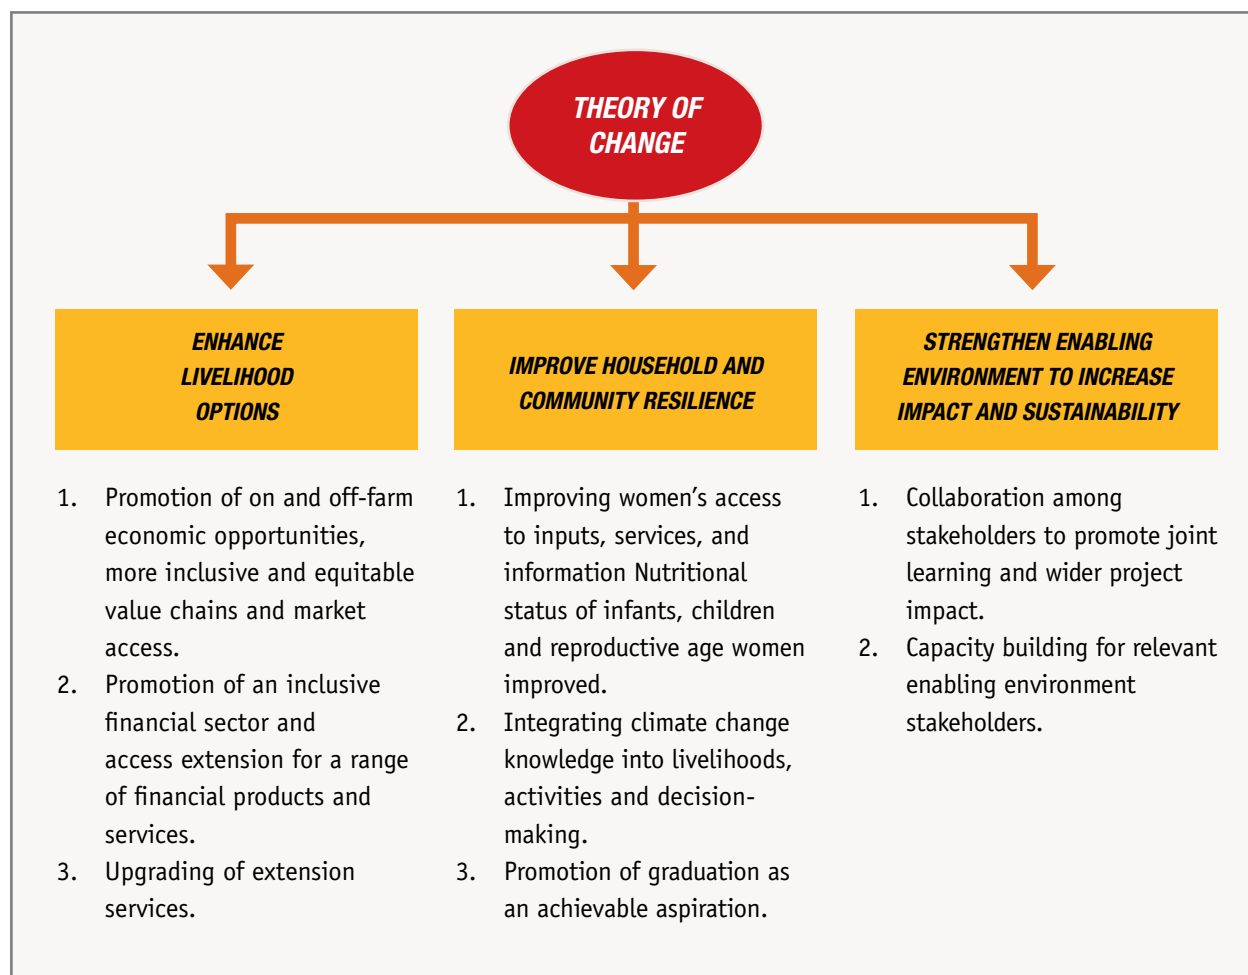 THEORY OF
CHANGE
ENHANCE
LIVELIHOOD
OPTIONS
1. Promotion of on and off-farm
economic opportunities,
more inclusive and equitable
value chains and market
access.
2. Promotion of an inclusive
financial sector and
access extension for a range
of financial products and
services.
3. Upgrading of extension
services.
IMPROVE HOUSEHOLD AND
COMMUNITY RESILIENCE
1. Improving women’s access
to inputs, services, and
information Nutritional
status of infants, children
and reproductive age women
improved.
2. Integrating climate change
knowledge into livelihoods,
activities and decision-
making.
3. Promotion of graduation as
an achievable aspiration.
STRENGTHEN ENABLING
ENVIRONMENT TO INCREASE
IMPACT AND SUSTAINABILITY
1. Collaboration among
stakeholders to promote joint
learning and wider project
impact.
2. Capacity building for relevant
enabling environment
stakeholders.